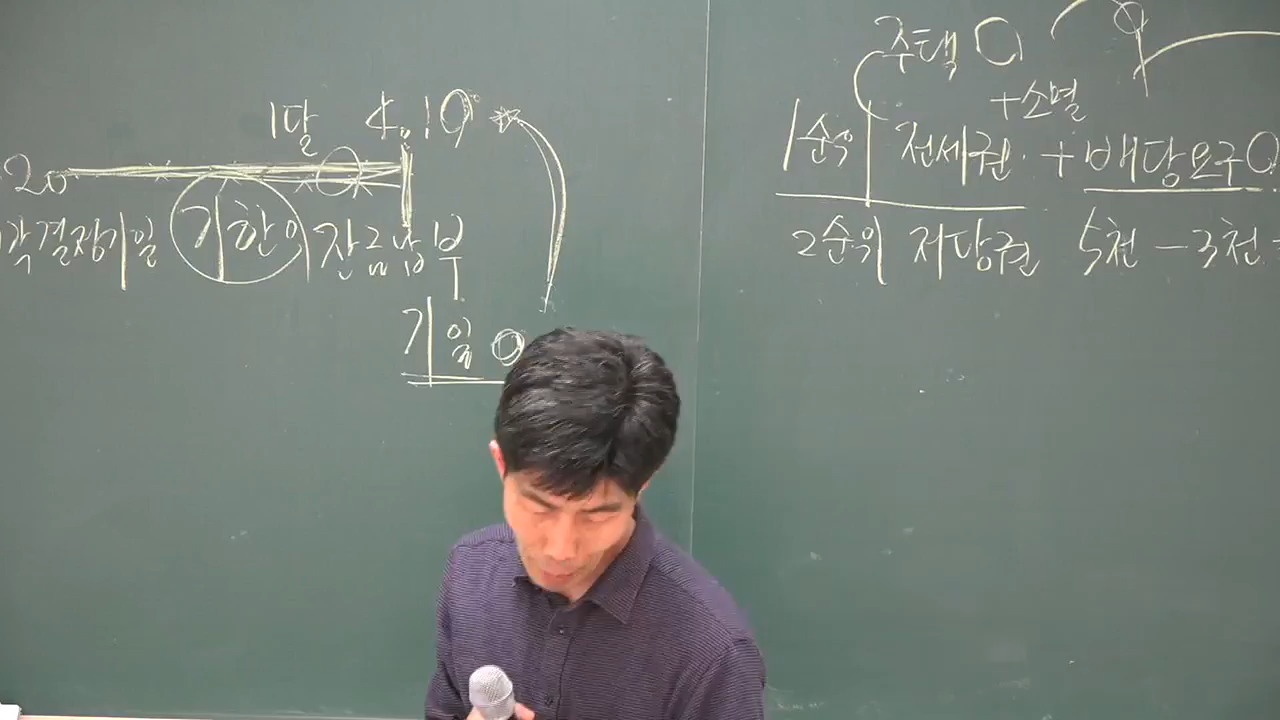 1달 4.10
20
각결정기일 기한 잔금납부
기일
주택
+소멸
1순위 전세권 + 배당요구 O
2순위 저당권 5천 - 3천